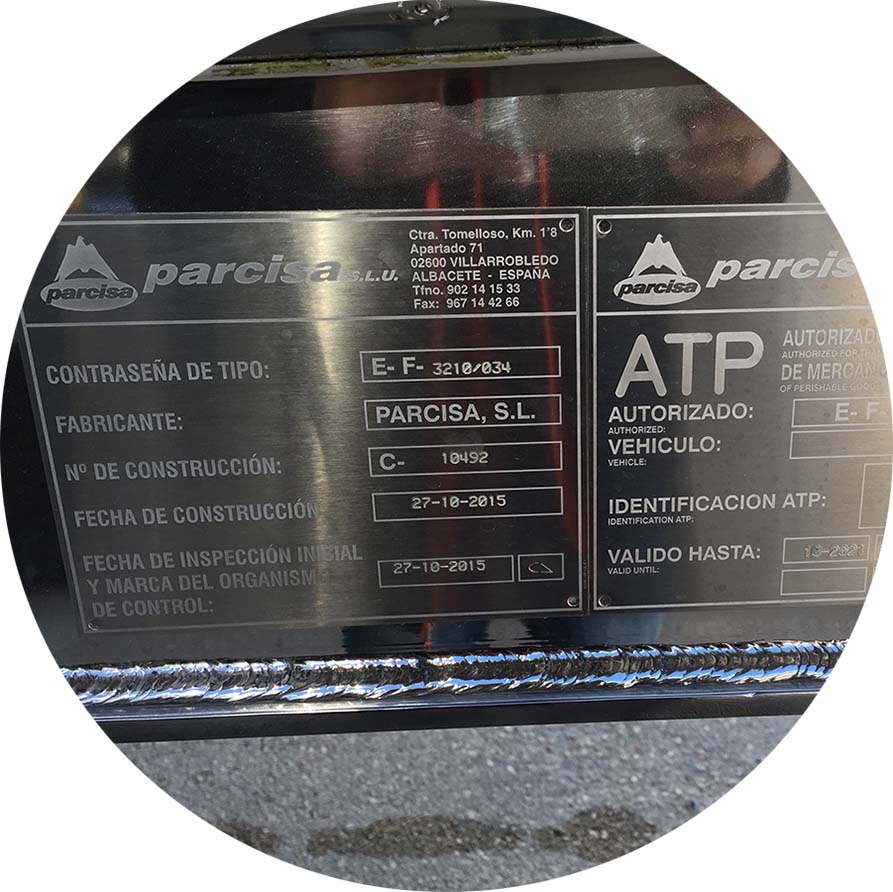 parcisa
parcisa S.L.U.
Ctra. Tomelloso, Km. 1'8
Apartado 71
02600 VILLARROBLEDO
ALBACETE - ESPAÑA
Tfno. 902 14 15 33
Fax: 967 14 42 66
CONTRASEÑA DE TIPO: E- F- 3210/034
FABRICANTE: PARCISA, S.L.
Nº DE CONSTRUCCIÓN: C- 10492
FECHA DE CONSTRUCCIÓN 27-10-2015
FECHA DE INSPECCIÓN INICIAL
Y MARCA DEL ORGANISMO
DE CONTROL: 27-10-2015
parcisa
parcis
ATP
AUTORIZAD
AUTHORIZED FOR
DE MERCAN
OF PERISHABLE
AUTORIZADO: E- F-
AUTHORIZED:
VEHICULO:
VEHICLE:
IDENTIFICACION ATP:
IDENTIFICATION ATP:
VALIDO HASTA: 10-2021
VALID UNTIL: